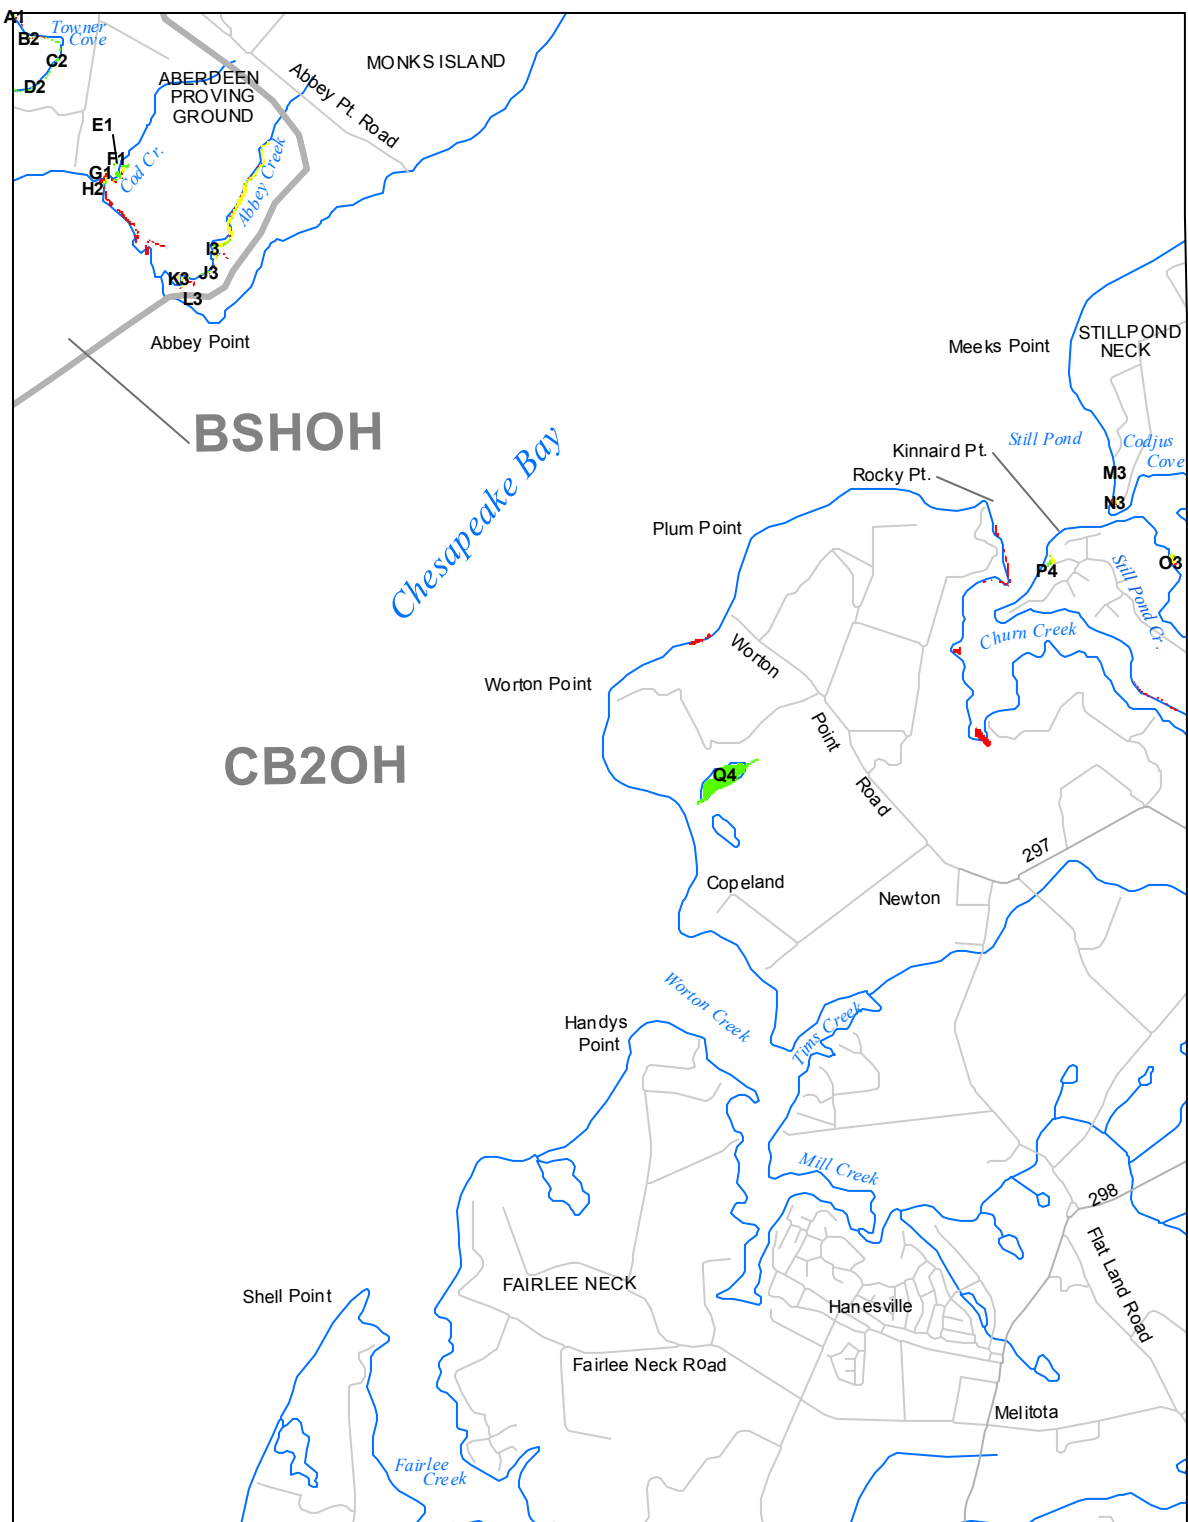 A1
Towner
Cove
B2
C2
D2
MONKS ISLAND
ABERDEEN
PROVING
GROUND
Abbey Pt. Road
E1
F1
G1
H2
Cod Cr.
Abbey Creek
I3
J3
K3
L3
Abbey Point
BSHOH
Chesapeake Bay
Meeks Point
STILLPOND
NECK
Still Pond
Codjus
Cove
Kinnaird Pt.
Rocky Pt.
M3
N3
Plum Point
O3
P4
Still Pond Cr.
Churn Creek
Worton Point
Worton
Point
Road
CB2OH
Q4
297
Copeland
Newton
Worton Creek
Handys
Point
Tims Creek
Mill Creek
298
Flat Land Road
FAIRLEE NECK
Shell Point
Hanesville
Fairlee Neck Road
Melitota
Fairlee
Creek